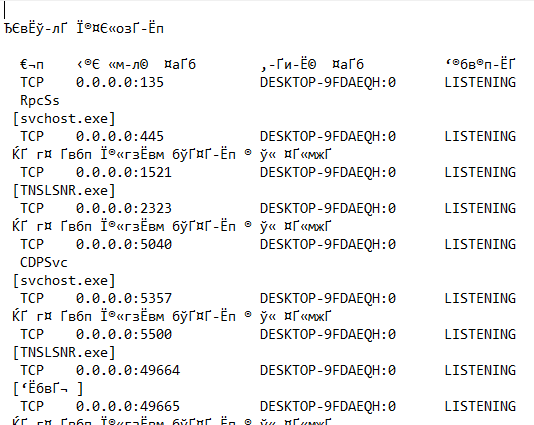 ЂЄвЁў-лҐ Ї®¤Є«озҐ-Ёп
€¬п ‹®Є «м-л© ¤аҐб ‚-Ґи-Ё© ¤аҐб ‘®бв®п-ЁҐ
TCP 0.0.0.0:135 DESKTOP-9FDAEQH:0 LISTENING
RpcSs
[svchost.exe]
TCP 0.0.0.0:445 DESKTOP-9FDAEQH:0 LISTENING
ЌҐ г¤ Ґвбп Ї®«гзЁвм бўҐ¤Ґ-Ёп ® ў« ¤Ґ«мжҐ
TCP 0.0.0.0:1521 DESKTOP-9FDAEQH:0 LISTENING
[TNSLSNR.exe]
TCP 0.0.0.0:2323 DESKTOP-9FDAEQH:0 LISTENING
ЌҐ г¤ Ґвбп Ї®«гзЁвм бўҐ¤Ґ-Ёп ® ў« ¤Ґ«мжҐ
TCP 0.0.0.0:5040 DESKTOP-9FDAEQH:0 LISTENING
CDPSvc
[svchost.exe]
TCP 0.0.0.0:5357 DESKTOP-9FDAEQH:0 LISTENING
ЌҐ г¤ Ґвбп Ї®«гзЁвм бўҐ¤Ґ-Ёп ® ў« ¤Ґ«мжҐ
TCP 0.0.0.0:5500 DESKTOP-9FDAEQH:0 LISTENING
[TNSLSNR.exe]
TCP 0.0.0.0:49664 DESKTOP-9FDAEQH:0 LISTENING
[‘ЁбвҐ¬ ]
TCP 0.0.0.0:49665 DESKTOP-9FDAEQH:0 LISTENING
ЌҐ г¤ Ґвбп Ї®«гзЁвм бўҐ¤Ґ-Ёп ® ў« ¤Ґ«мжҐ